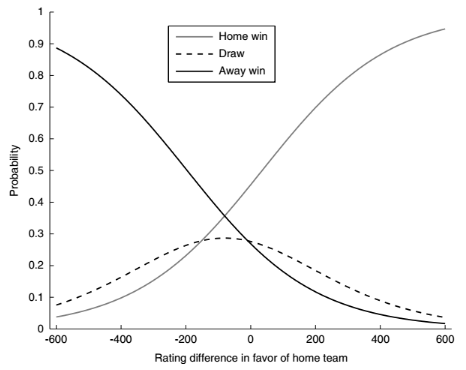 1
0.9
0.8
0.7
0.6
0.5
0.4
0.3
0.2
0.1
0
Probability
Home win
Draw
Away win
-600 -400 -200 0 200 400 600
Rating difference in favor of home team